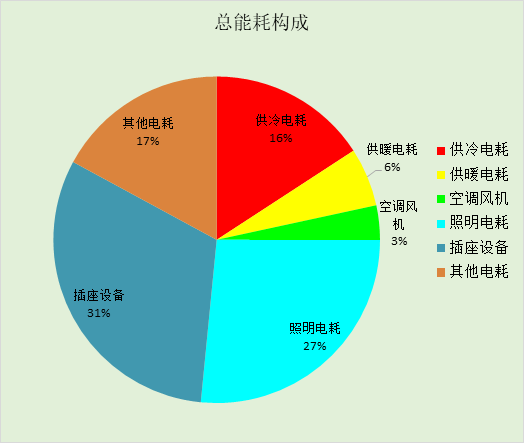 总能耗构成
供冷电耗
16%
供暖电耗
6%
空调风
机
3%
照明电耗
27%
插座设备
31%
其他电耗
17%
供冷电耗
供暖电耗
空调风机
照明电耗
插座设备
其他电耗